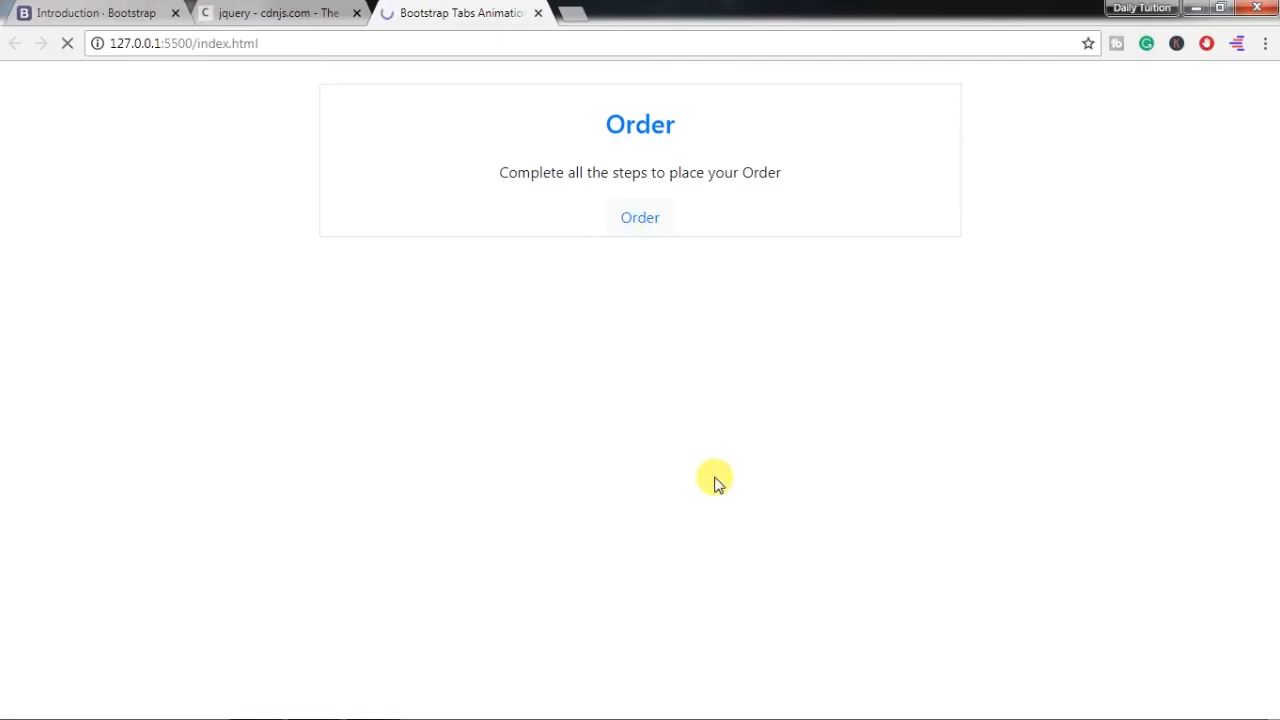 Introduction · Bootstrap
jquery - cdnjs.com - The
Bootstrap Tabs Animatio
Daily Tuition
127.0.0.1:5500/index.html
Order
Complete all the steps to place your Order
Order